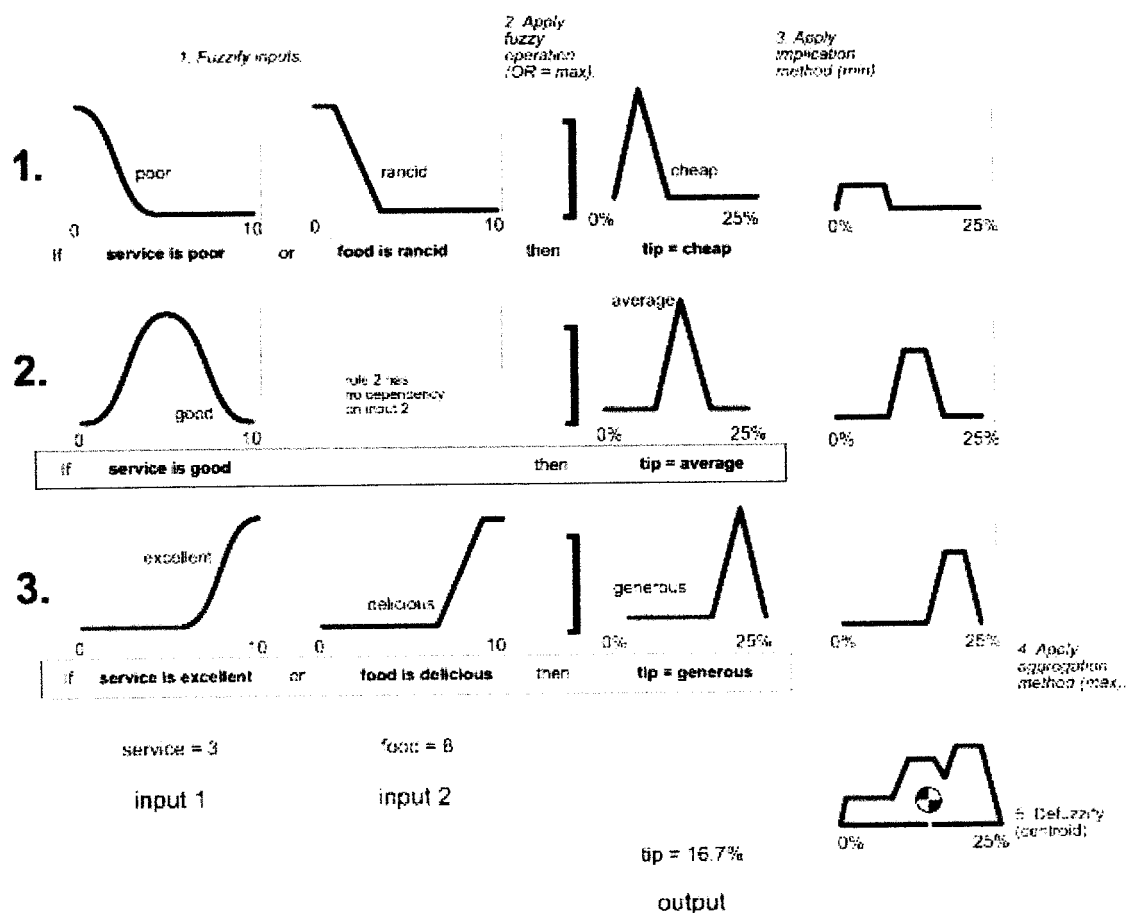 1. Fuzzify inputs.
2. Apply
fuzzy
operation
(OR = max).
3. Apply
implication
method (min)
1.
poor
0 10
rancid
0 10
cheap
0% 25%
0% 25%
If service is poor or food is rancid then tip = cheap
2.
good
0 10
rule 2 has
no dependency
on input 2
average
0% 25%
0% 25%
If service is good then tip = average
3.
excellent
0 10
delicious
0 10
generous
0% 25%
0% 25%
If service is excellent or food is delicious then tip = generous
4. Apply
aggregation
method (max).
service = 3
food = 8
input 1
input 2
0% 25%
5. Defuzzify
(centroid)
tip = 16.7%
output